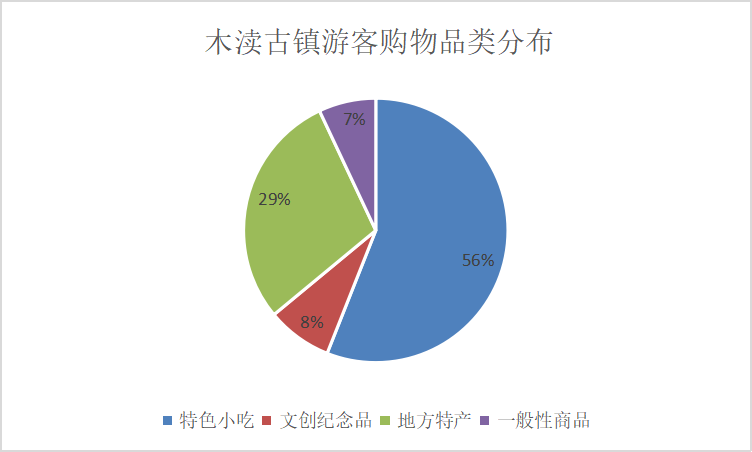 木渎古镇游客购物品类分布
7%
29%
56%
8%
特色小吃 文创纪念品 地方特产 一般性商品